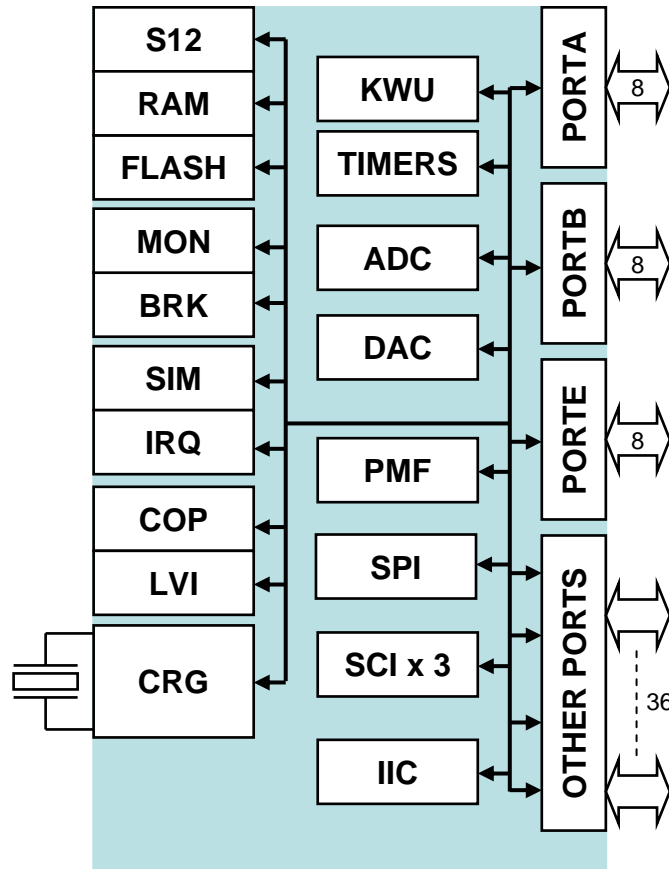 S12
RAM
FLASH
MON
BRK
SIM
IRQ
COP
LVI
CRG
KWU
TIMERS
ADC
DAC
PMF
SPI
SCI x 3
IIC
PORTA
8
PORTB
8
PORTE
8
OTHER PORTS
36